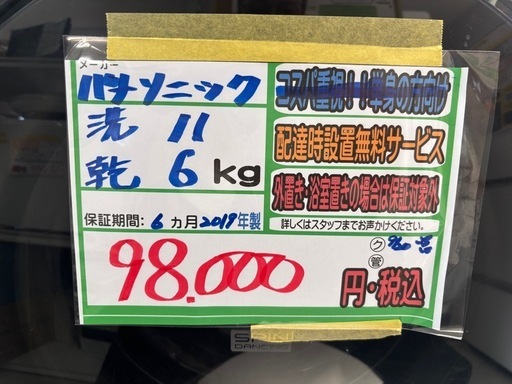 メーカー
パナソニック
洗 11
乾 6 kg
保証期間: 6 ヵ月 2019年製
98.000
コスパ重視!!単身の方向け
配達時設置無料サービス
外置き・浴室置きの場合は保証対象外
詳しくはスタッフまでお声かけください。
ク
管
円・税込